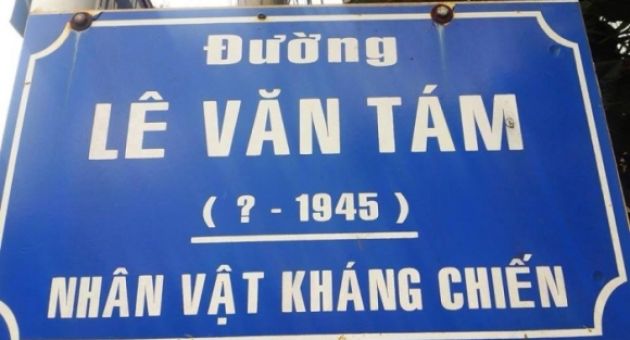 Đường
LÊ VĂN TÁM
( ? - 1945 )
NHÂN VẬT KHÁNG CHIẾN